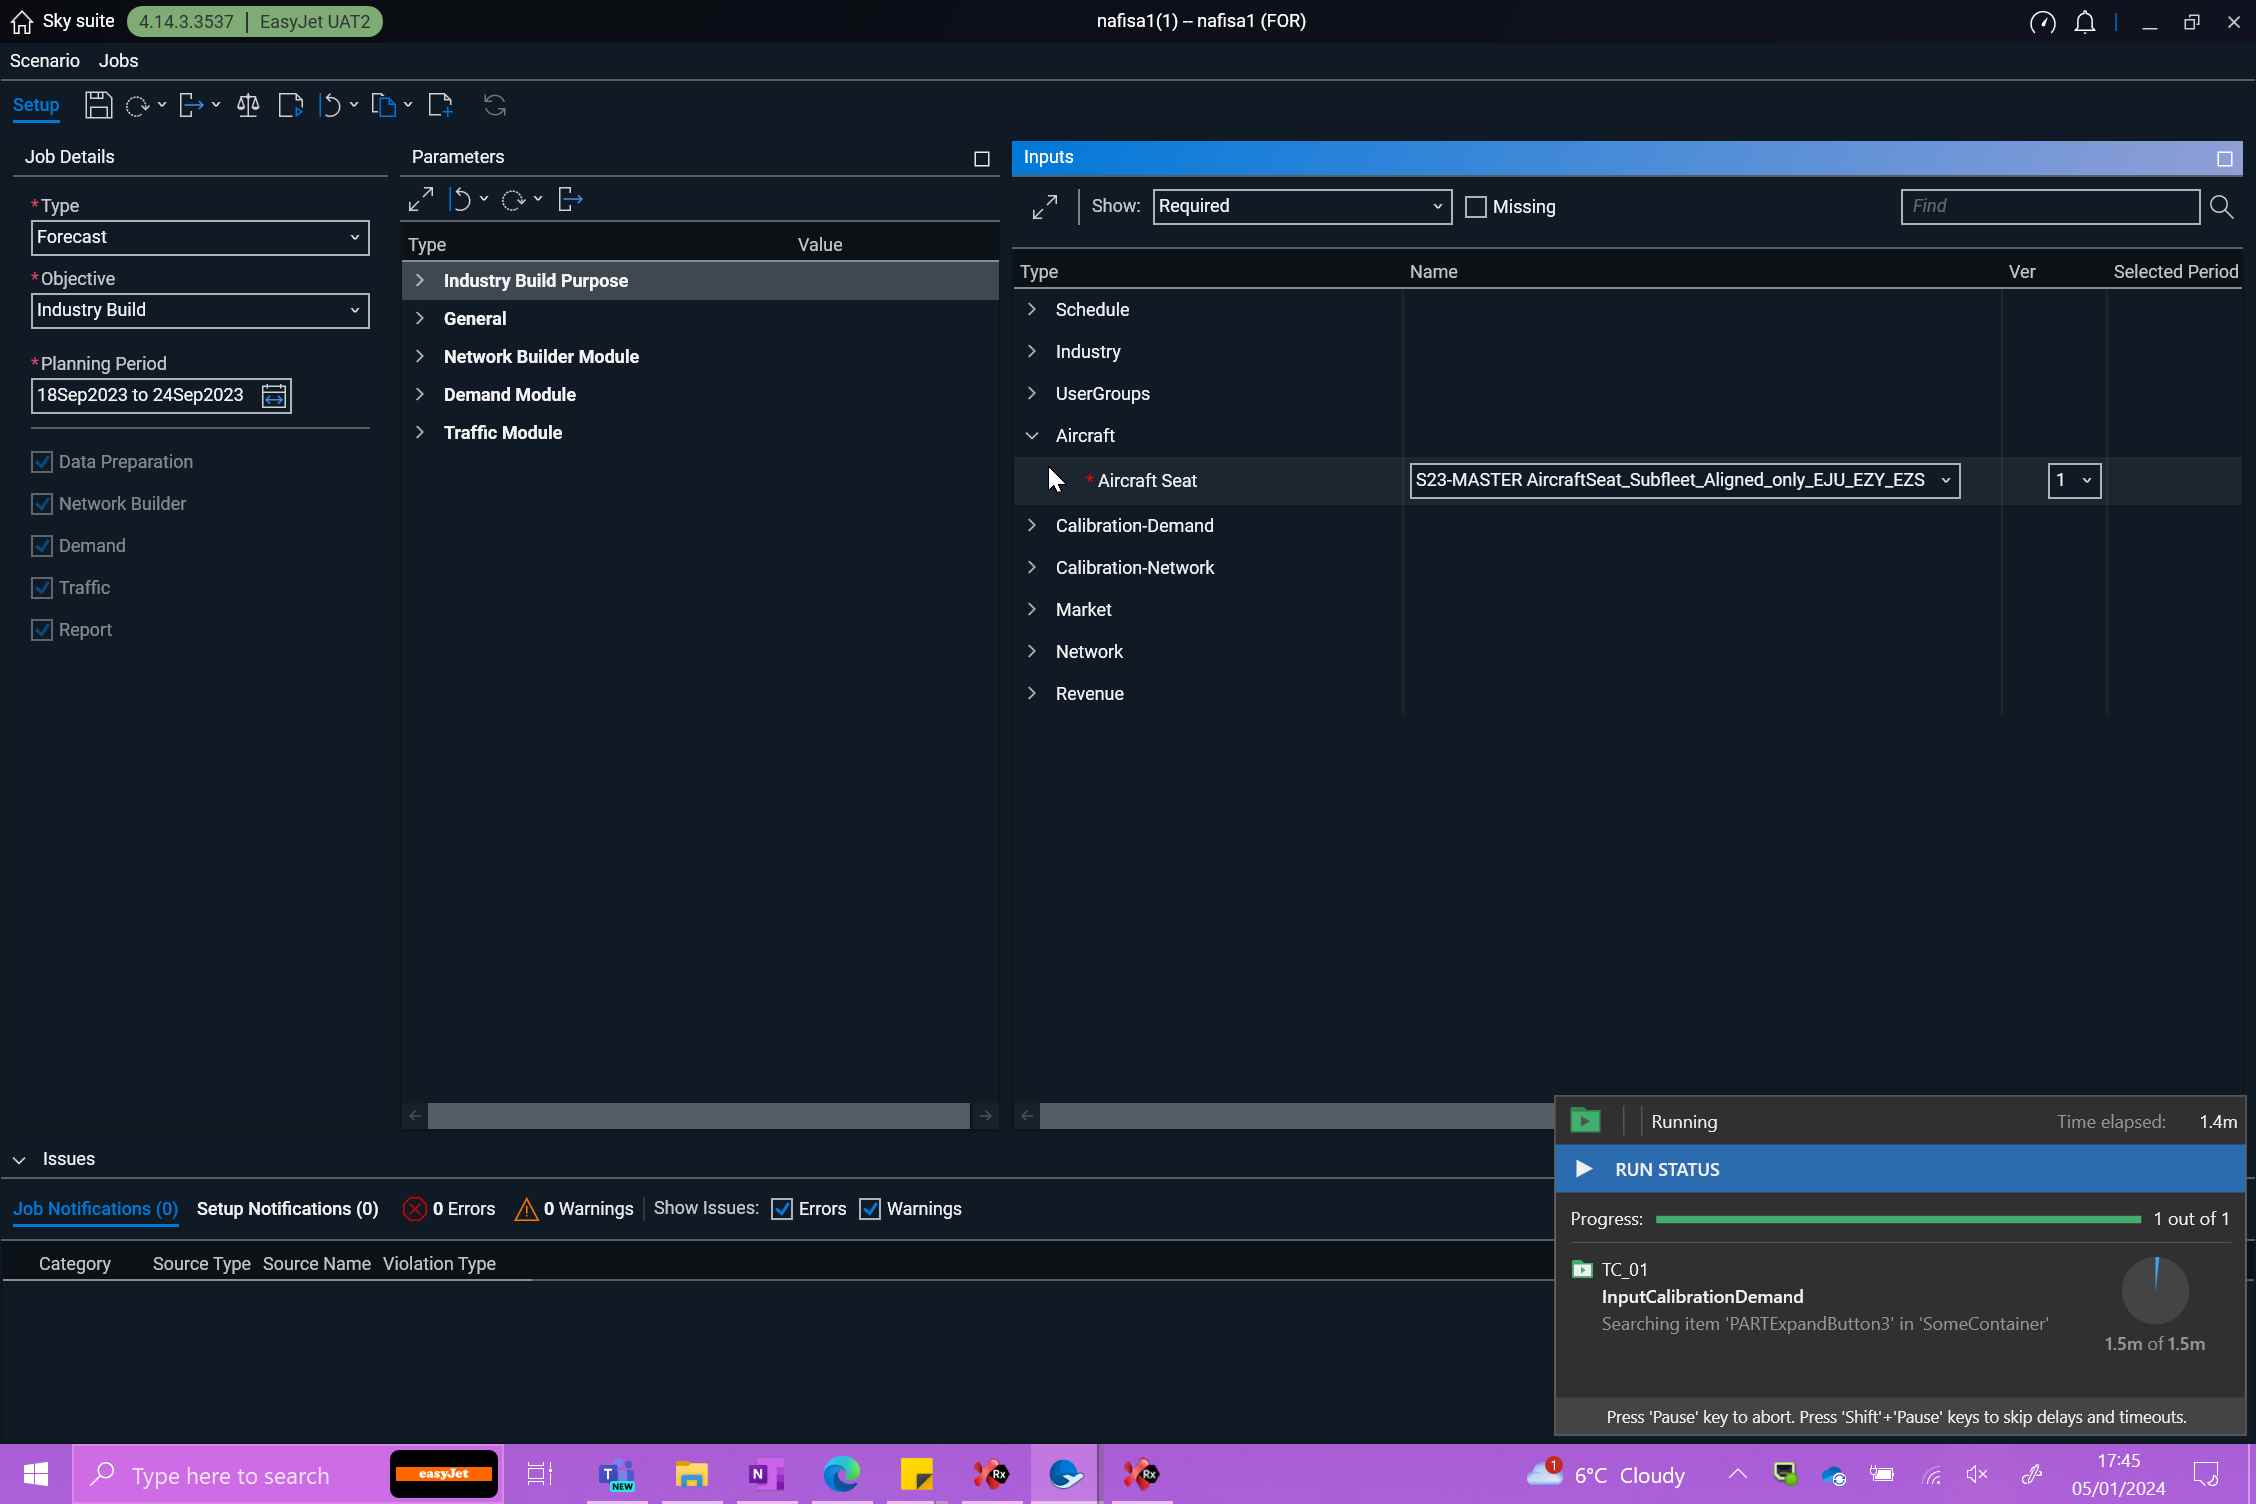 Sky suite 4.14.3.3537 | EasyJet UAT2 nafisa1(1) – nafisa1 (FOR)
Scenario Jobs
Setup
Job Details
*Type
Forecast
*Objective
Industry Build
*Planning Period
18Sep2023 to 24Sep2023
Data Preparation
Network Builder
Demand
Traffic
Report
Parameters
Type Value
Industry Build Purpose
General
Network Builder Module
Demand Module
Traffic Module
Inputs
Show: Required Missing Find
Type Name Ver Selected Period
Schedule
Industry
UserGroups
Aircraft
* Aircraft Seat S23-MASTER AircraftSeat_Subfleet_Aligned_only_EJU_EZY_EZS 1
Calibration-Demand
Calibration-Network
Market
Network
Revenue
Issues
Job Notifications (0) Setup Notifications (0) 0 Errors 0 Warnings Show Issues: Errors Warnings
Category Source Type Source Name Violation Type
Running Time elapsed: 1.4m
RUN STATUS
Progress: 1 out of 1
TC_01
InputCalibrationDemand
Searching item 'PARTExpandButton3' in 'SomeContainer'
1.5m of 1.5m
Press 'Pause' key to abort. Press 'Shift'+'Pause' keys to skip delays and timeouts.
Type here to search easyJet T NEW N Rx Rx 1 6°C Cloudy 17:45
05/01/2024